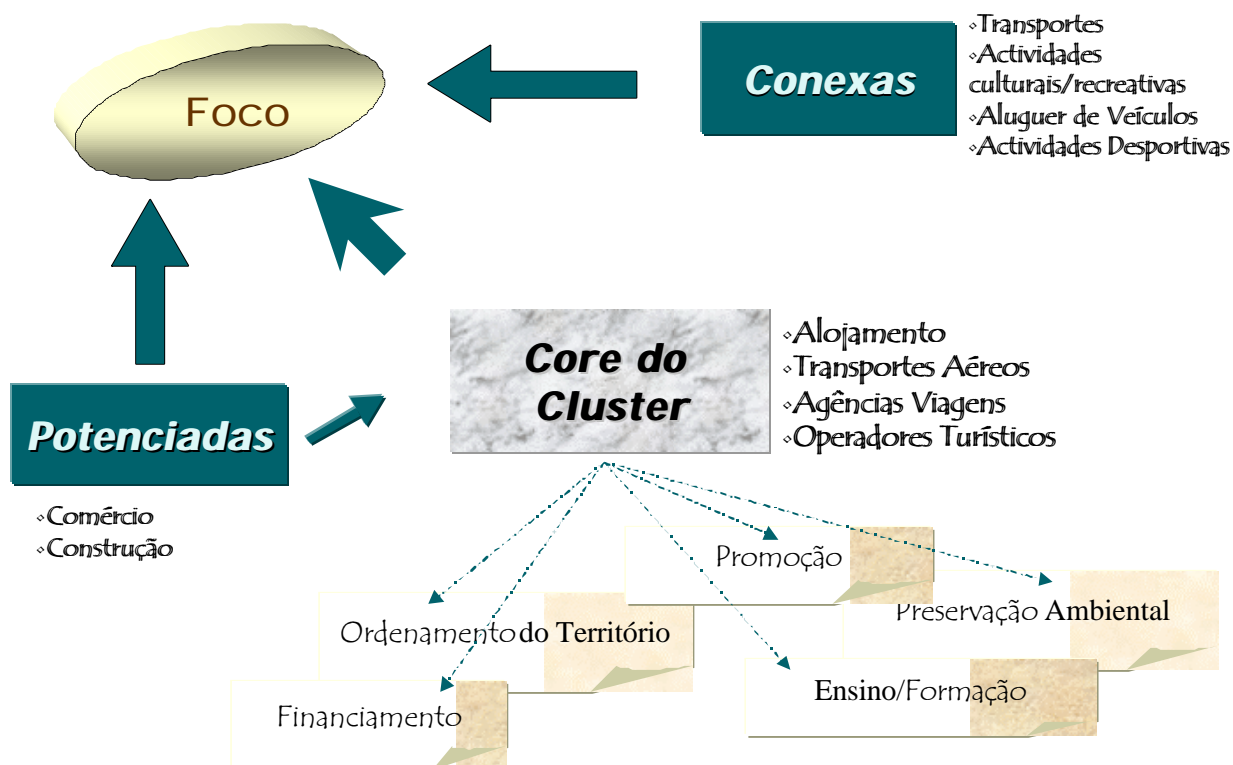 Foco
Conexas
◦Transportes
◦Actividades
culturais/recreativas
◦Aluguer de Veículos
◦Actividades Desportivas
Core do
Cluster
◦Alojamento
◦Transportes Aéreos
◦Agências Viagens
◦Operadores Turísticos
Potenciadas
◦Comércio
◦Construção
Promoção
Preservação Ambiental
Ordenamento do Território
Ensino/Formação
Financiamento